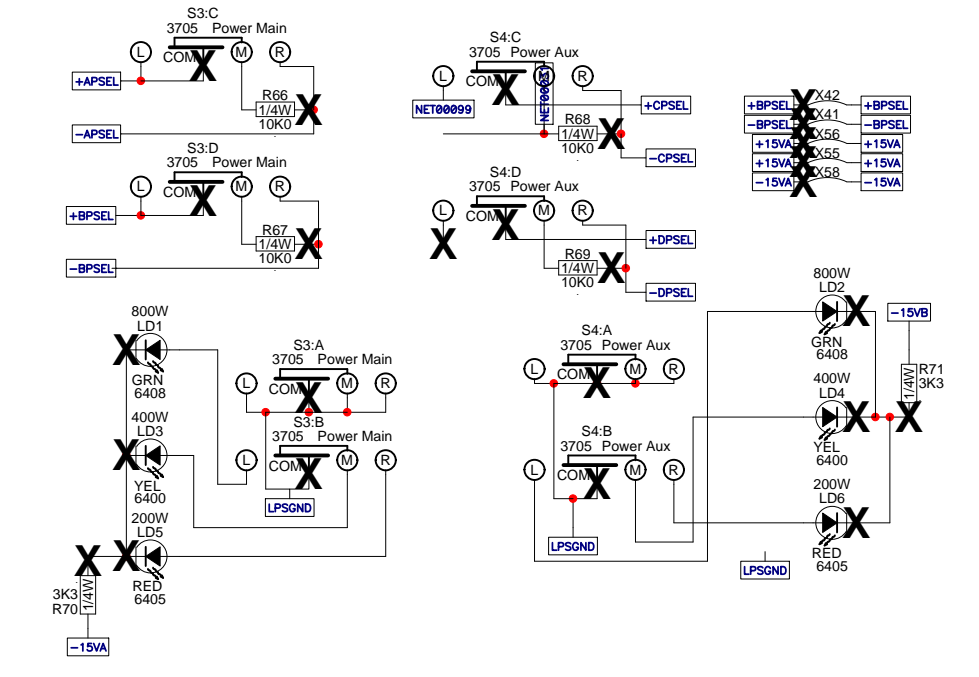 S3:C
3705 Power Main
L
COM
M
R
+APSEL
R66
1/4W
10K0
-APSEL
S3:D
3705 Power Main
L
COM
M
R
+BPSEL
R67
1/4W
10K0
-BPSEL
S4:C
3705 Power Aux
L
COM
M
R
NET00099
NET00031
+CPSEL
R68
1/4W
10K0
-CPSEL
S4:D
3705 Power Aux
L
COM
M
R
+DPSEL
R69
1/4W
10K0
-DPSEL
+BPSEL X42 +BPSEL
-BPSEL X41 -BPSEL
+15VA X56 +15VA
+15VA X55 +15VA
-15VA X58 -15VA
800W
LD1
GRN
6408
400W
LD3
YEL
6400
200W
LD5
RED
6405
3K3
R70
1/4W
-15VA
S3:A
3705 Power Main
L
COM
M
R
S3:B
3705 Power Main
L
COM
M
R
LPSGND
S4:A
3705 Power Aux
L
COM
M
R
S4:B
3705 Power Aux
L
COM
M
R
LPSGND
LPSGND
800W
LD2
GRN
6408
400W
LD4
YEL
6400
200W
LD6
RED
6405
-15VB
R71
3K3
1/4W